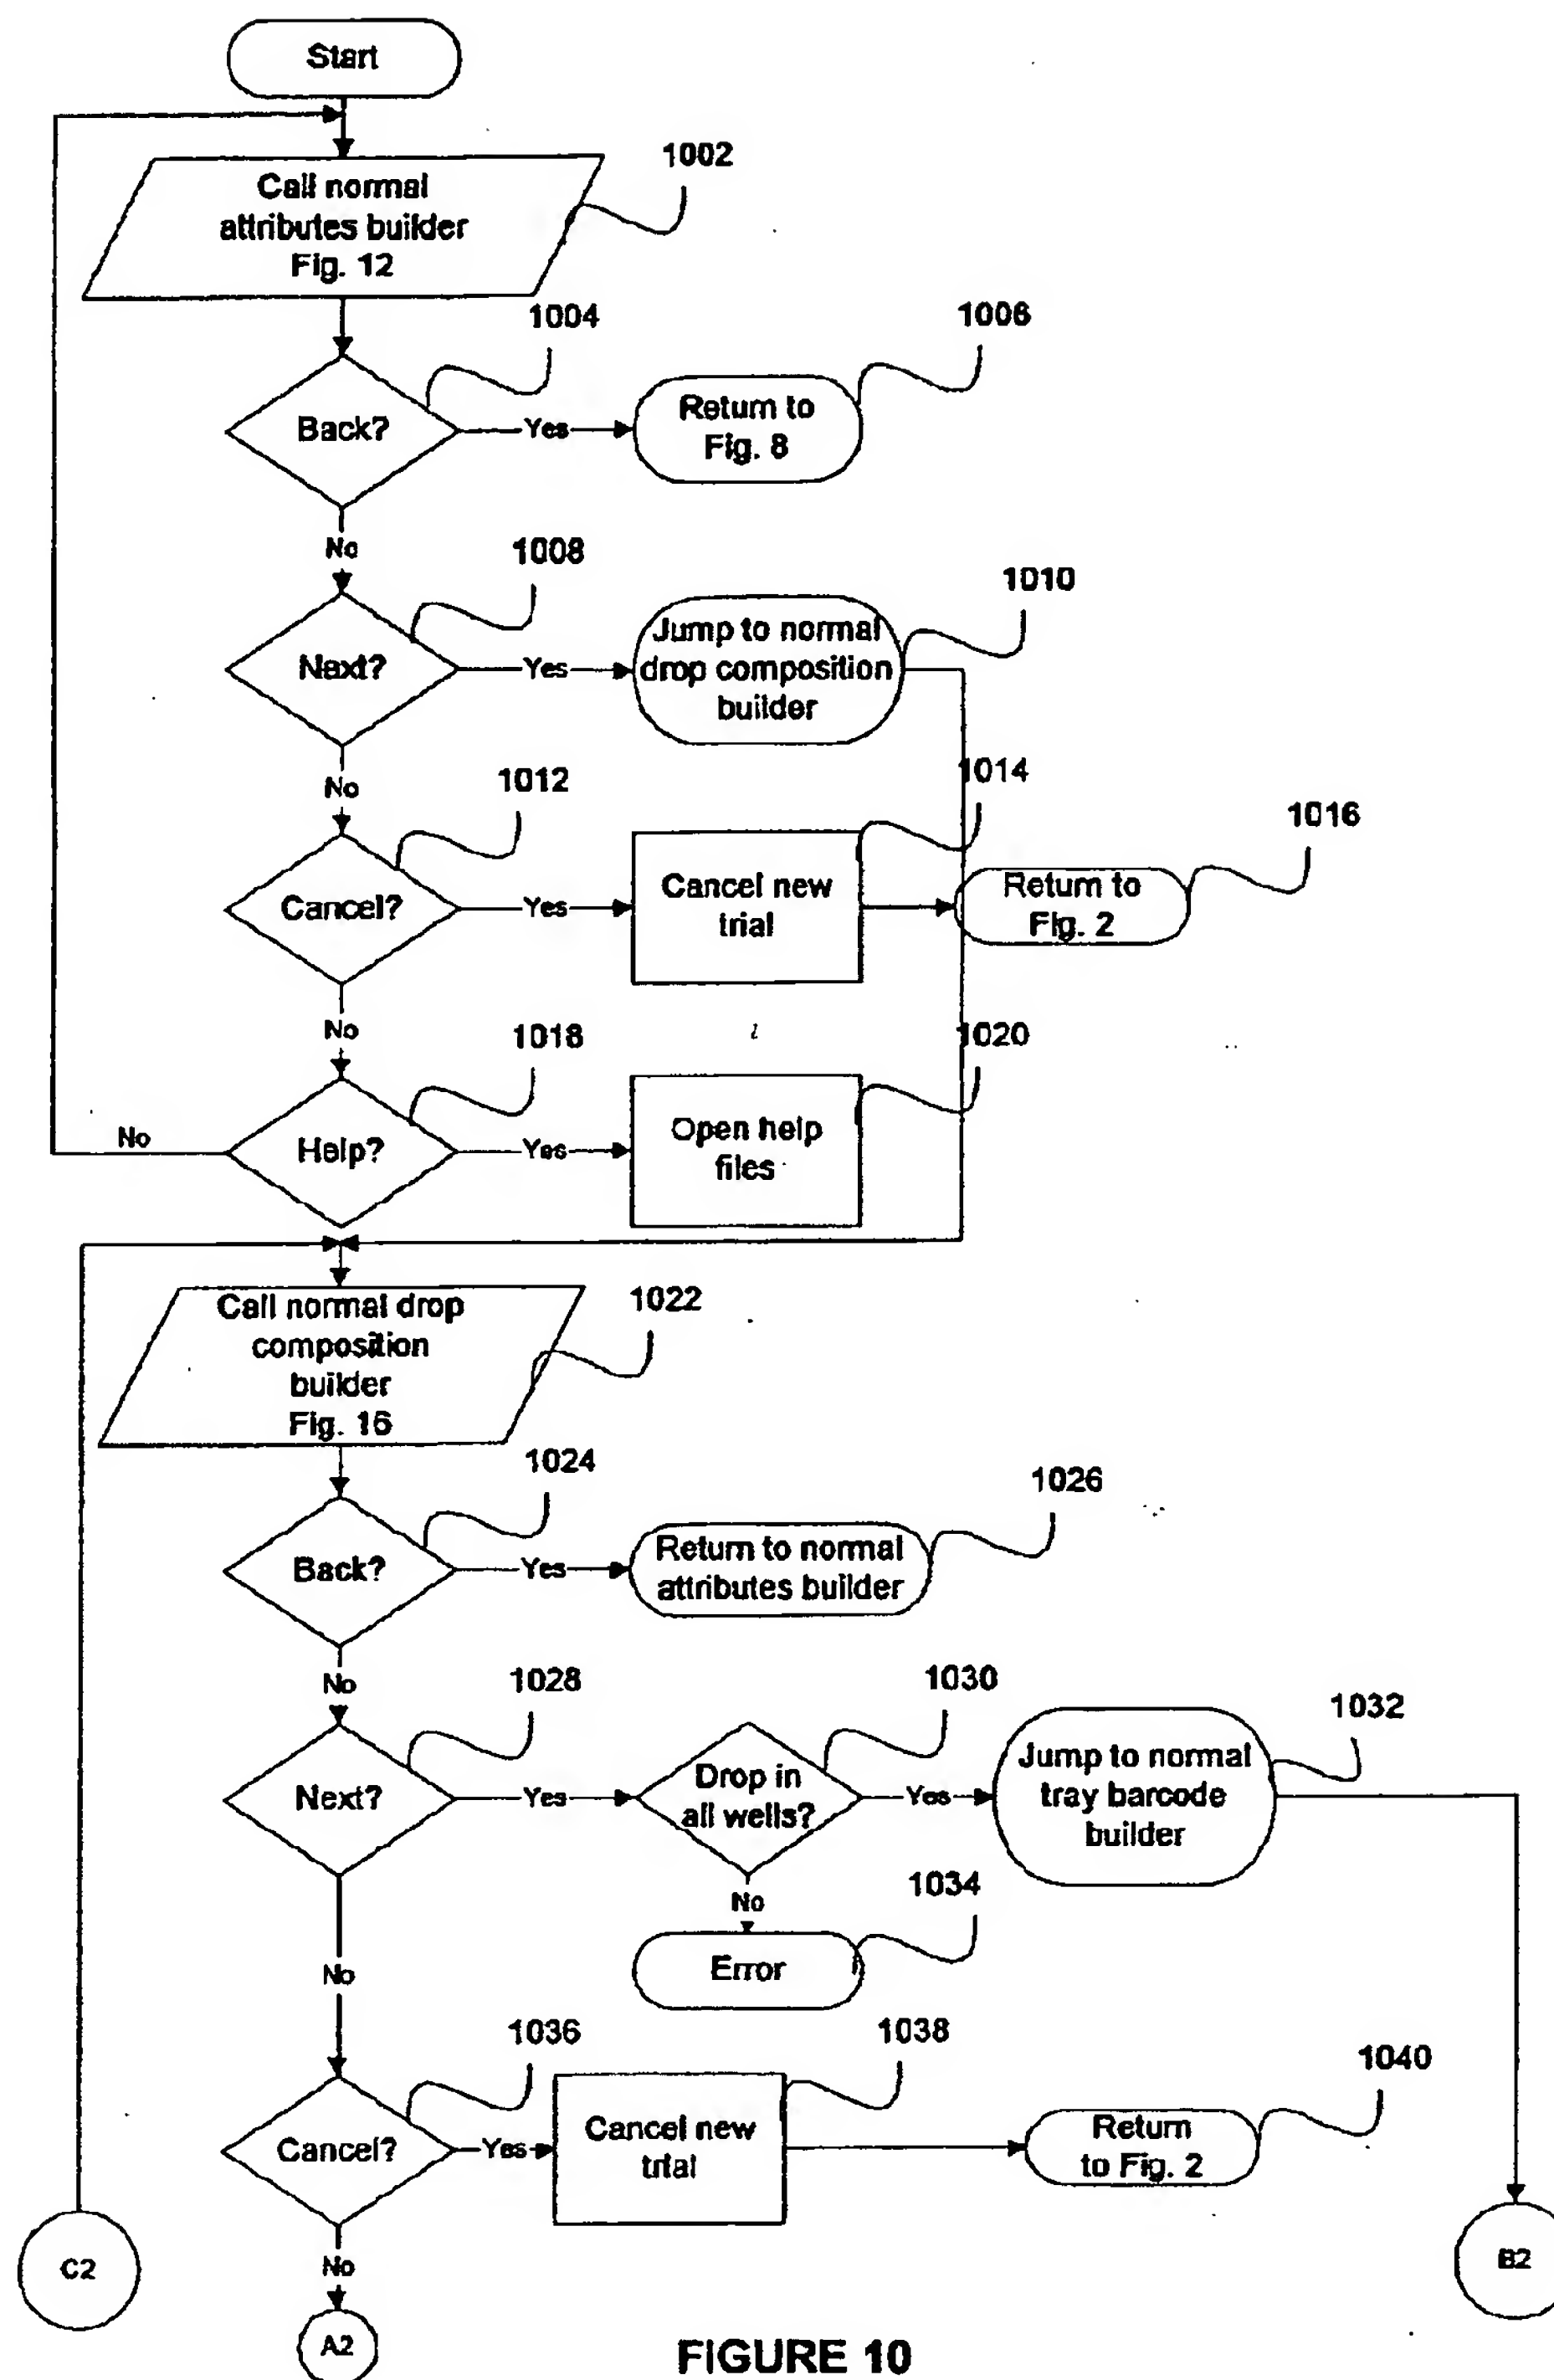 Start
Call normal
attributes builder
Fig. 12
1002
1004
1006
Back?
Yes
Return to
Fig. 8
No
1008
1010
Next?
Yes
Jump to normal
drop composition
builder
No
1012
1014
1016
Cancel?
Yes
Cancel new
trial
Return to
Fig. 2
No
1018
1020
Help?
No
Yes
Open help
files
Call normal drop
composition
builder
Fig. 16
1022
1024
1026
Back?
Yes
Return to normal
attributes builder
No
1028
1030
1032
Next?
Yes
Drop in
all wells?
Yes
Jump to normal
tray barcode
builder
No
1034
Error
No
1036
1038
1040
Cancel?
Yes
Cancel new
trial
Return
to Fig. 2
No
C2
B2
A2
FIGURE 10